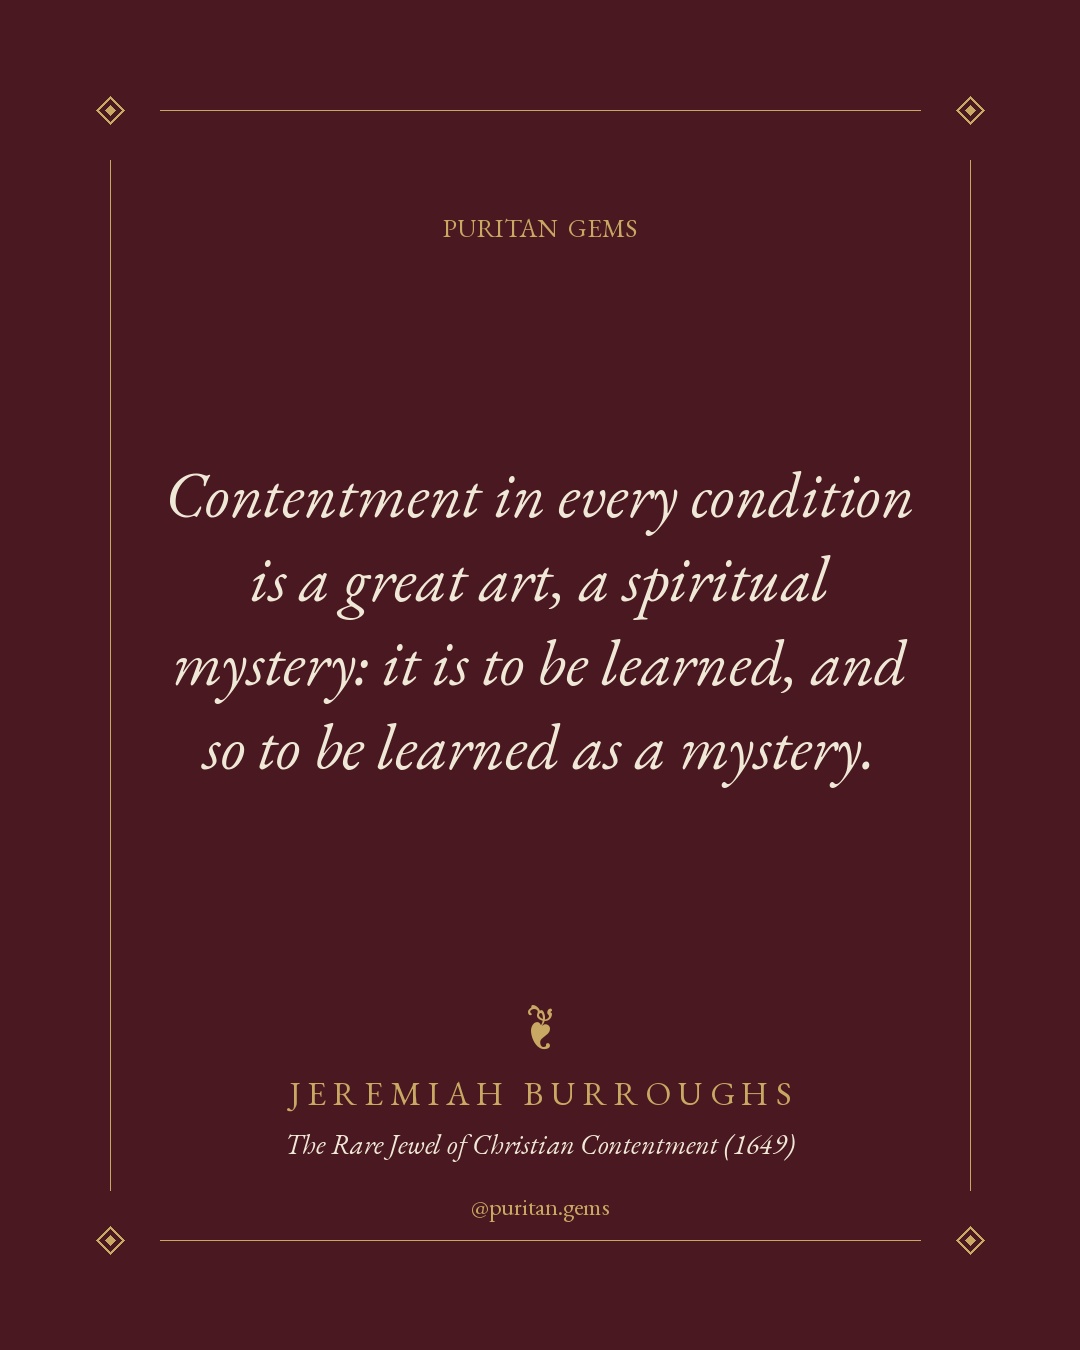 PURITAN GEMS
Contentment in every condition
is a great art, a spiritual
mystery: it is to be learned, and
so to be learned as a mystery.
JEREMIAH BURROUGHS
The Rare Jewel of Christian Contentment (1649)
@puritan.gems